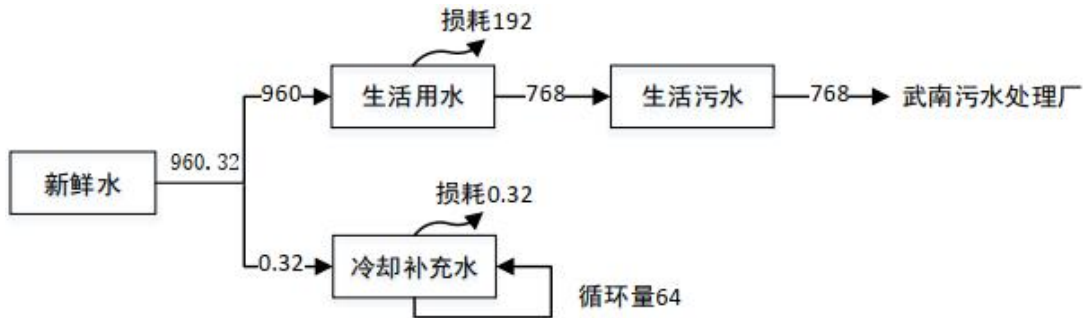 损耗192
960
生活用水
768
生活污水
768
武南污水处理厂
960.32
新鲜水
损耗0.32
0.32
冷却补充水
循环量64